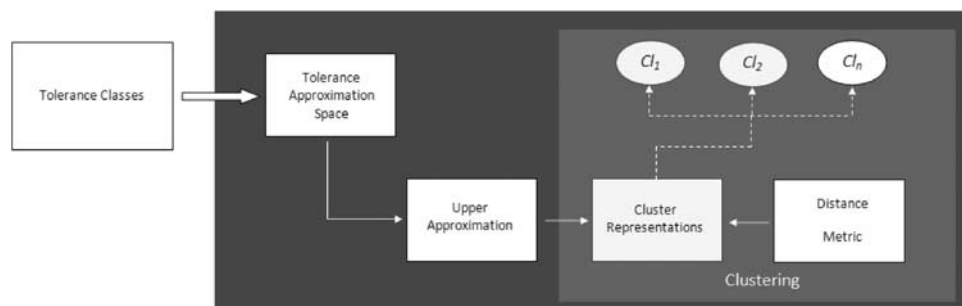 Tolerance Classes
Tolerance
Approximation
Space
Cl1
Cl2
Cln
Upper
Approximation
Cluster
Representations
Distance
Metric
Clustering